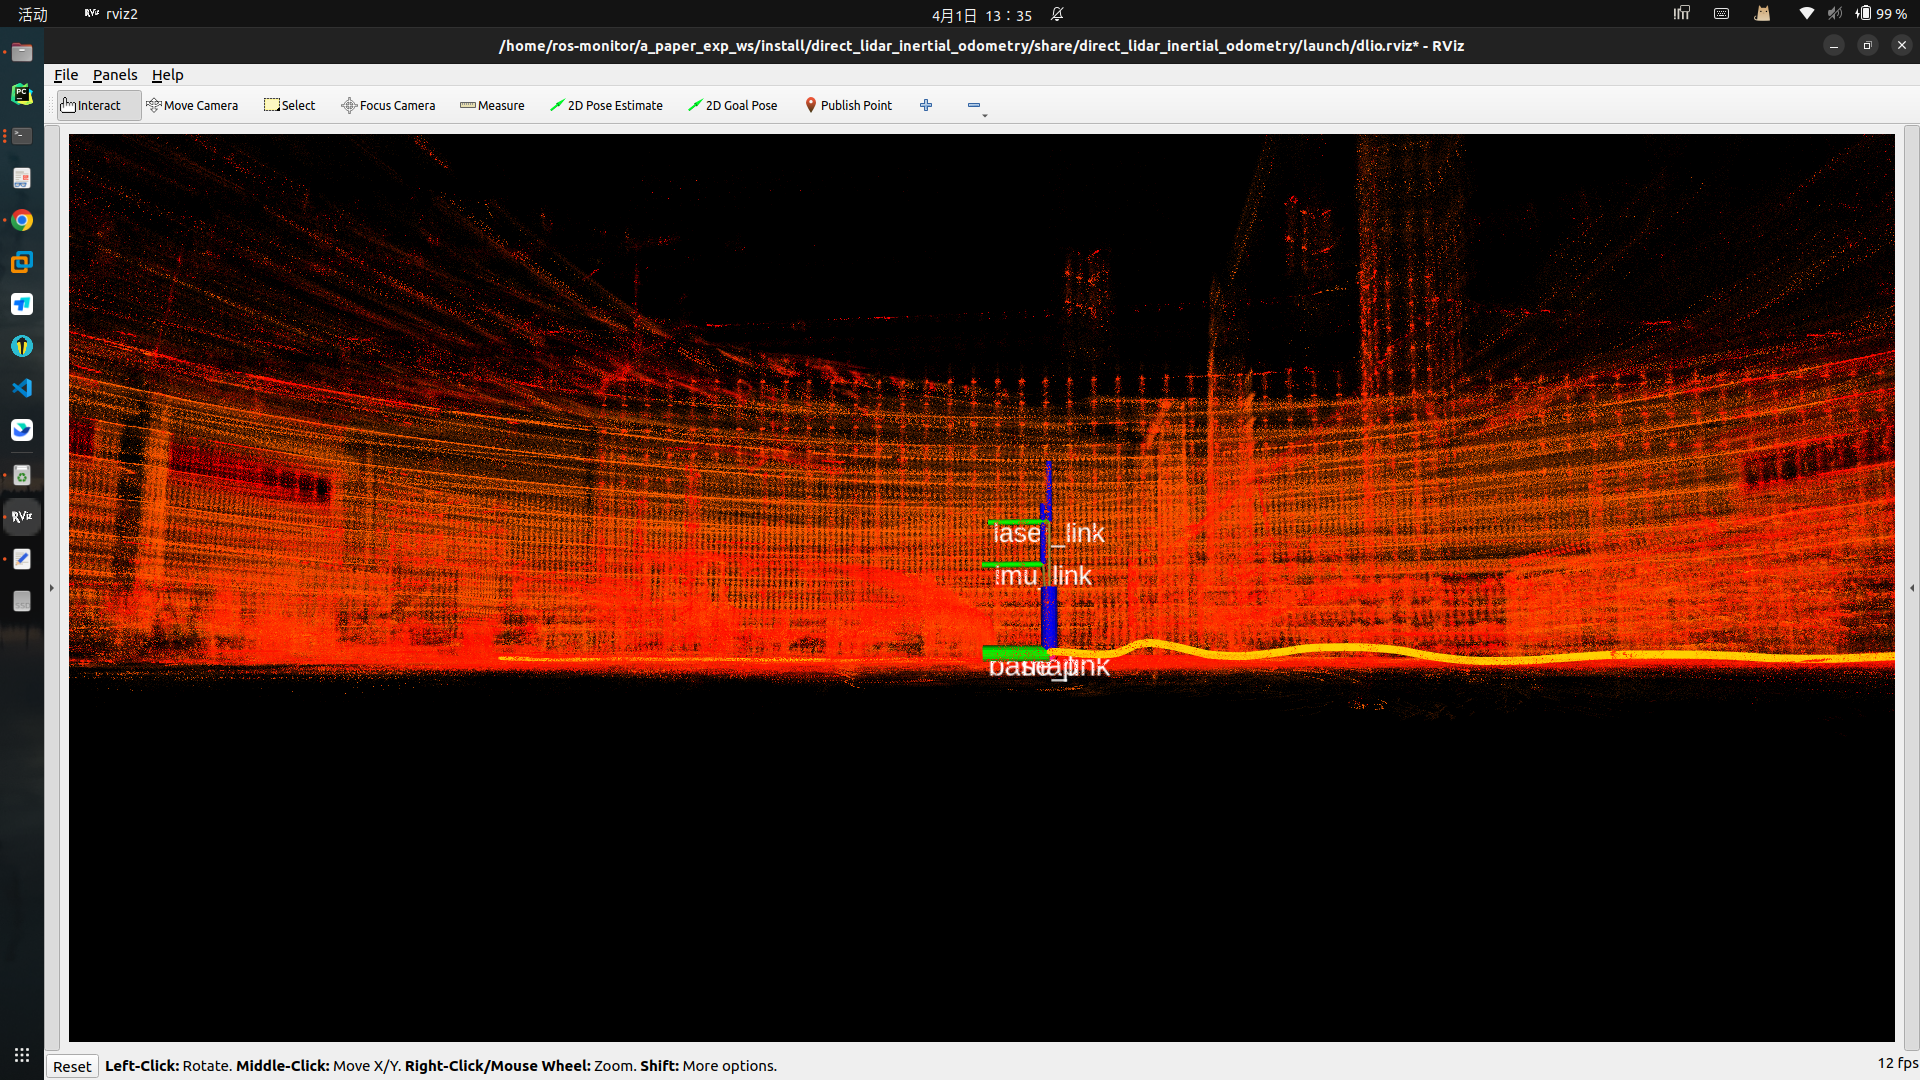 活动
rviz2
4月1日 13：35
99 %
/home/ros-monitor/a_paper_exp_ws/install/direct_lidar_inertial_odometry/share/direct_lidar_inertial_odometry/launch/dlio.rviz* - RViz
File Panels Help
Interact Move Camera Select Focus Camera Measure 2D Pose Estimate 2D Goal Pose Publish Point
imu_link
Reset Left-Click: Rotate. Middle-Click: Move X/Y. Right-Click/Mouse Wheel: Zoom. Shift: More options.
12 fps